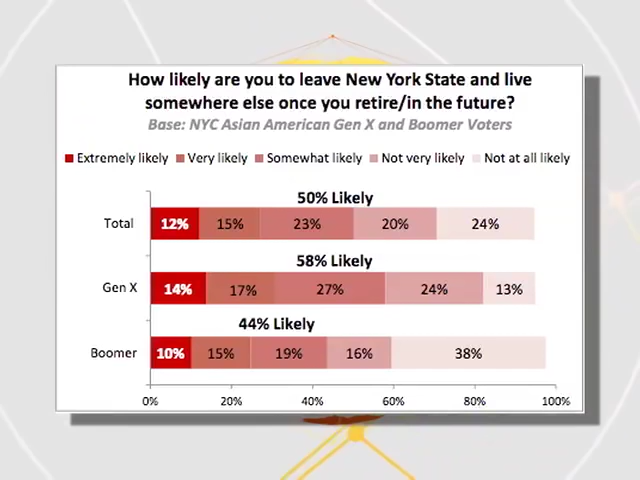 How likely are you to leave New York State and live
somewhere else once you retire/in the future?
Base: NYC Asian American Gen X and Boomer Voters
Extremely likely Very likely Somewhat likely Not very likely Not at all likely
50% Likely
Total 12% 15% 23% 20% 24%
58% Likely
Gen X 14% 17% 27% 24% 13%
44% Likely
Boomer 10% 15% 19% 16% 38%
0% 20% 40% 60% 80% 100%